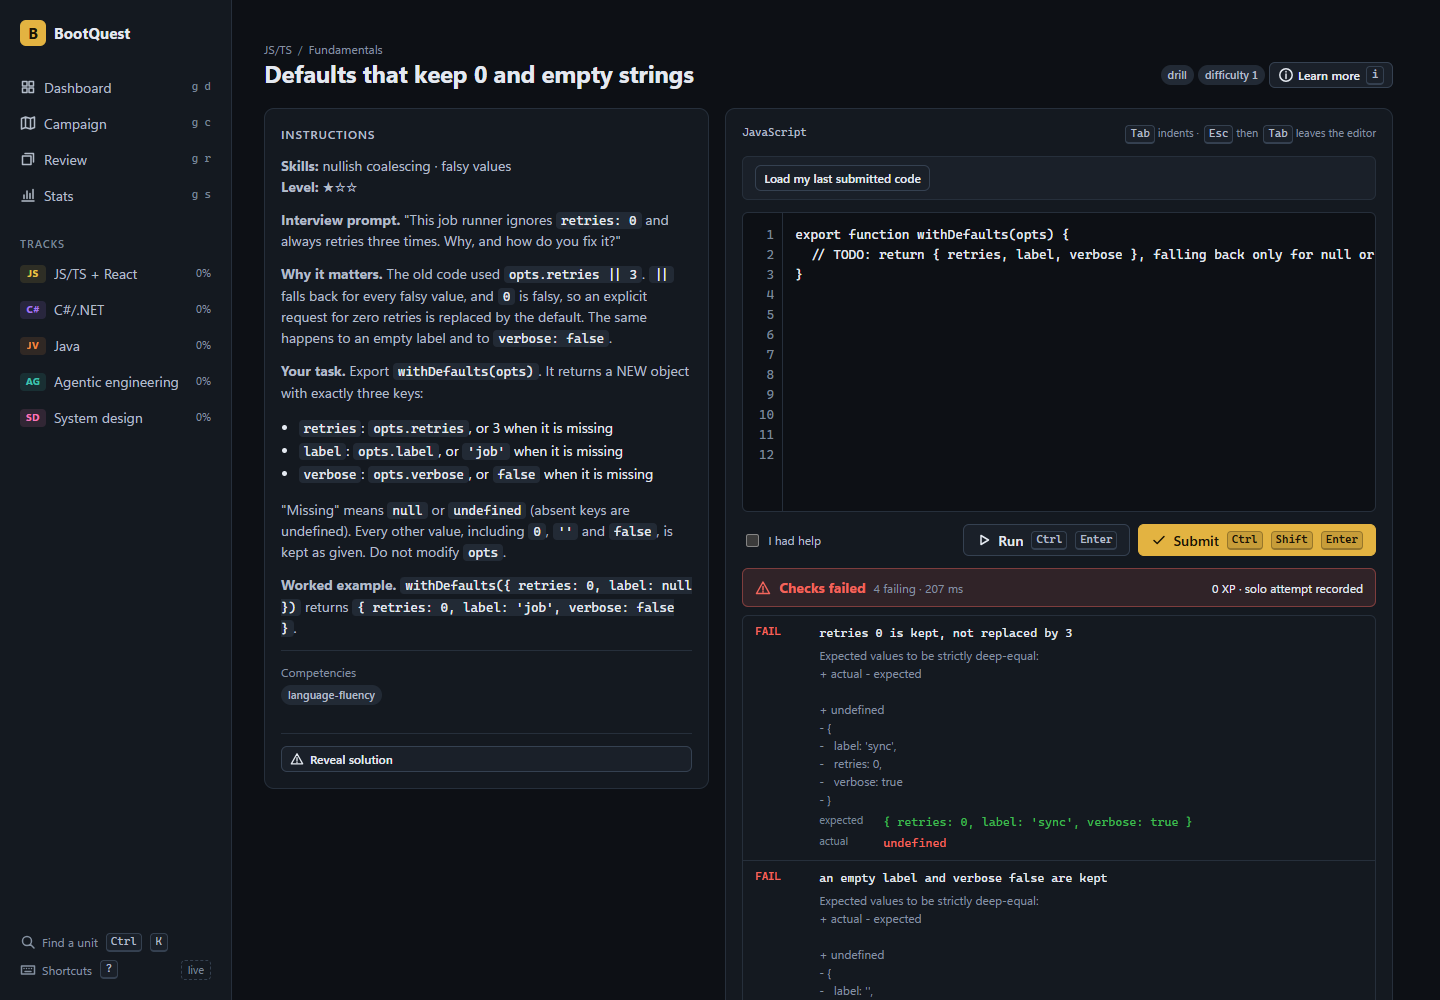 B BootQuest
Dashboard g d
Campaign g c
Review g r
Stats g s
TRACKS
JS JS/TS + React 0%
C# C#/.NET 0%
JV Java 0%
AG Agentic engineering 0%
SD System design 0%
Find a unit Ctrl K
Shortcuts ? live
JS/TS / Fundamentals
Defaults that keep 0 and empty strings
drill difficulty 1 Learn more i
INSTRUCTIONS
Skills: nullish coalescing · falsy values
Level: ★☆☆
Interview prompt. "This job runner ignores retries: 0 and
always retries three times. Why, and how do you fix it?"
Why it matters. The old code used opts.retries || 3. ||
falls back for every falsy value, and 0 is falsy, so an explicit
request for zero retries is replaced by the default. The same
happens to an empty label and to verbose: false.
Your task. Export withDefaults(opts). It returns a NEW object
with exactly three keys:
• retries: opts.retries, or 3 when it is missing
• label: opts.label, or 'job' when it is missing
• verbose: opts.verbose, or false when it is missing
"Missing" means null or undefined (absent keys are
undefined). Every other value, including 0, '' and false, is
kept as given. Do not modify opts.
Worked example. withDefaults({ retries: 0, label: null
}) returns { retries: 0, label: 'job', verbose: false
}.
Competencies
language-fluency
Reveal solution
JavaScript Tab indents · Esc then Tab leaves the editor
Load my last submitted code
1 export function withDefaults(opts) {
2 // TODO: return { retries, label, verbose }, falling back only for null or
3 }
4
5
6
7
8
9
10
11
12
I had help Run Ctrl Enter Submit Ctrl Shift Enter
Checks failed 4 failing · 207 ms 0 XP · solo attempt recorded
FAIL retries 0 is kept, not replaced by 3
Expected values to be strictly deep-equal:
+ actual - expected
+ undefined
- {
- label: 'sync',
- retries: 0,
- verbose: true
- }
expected { retries: 0, label: 'sync', verbose: true }
actual undefined
FAIL an empty label and verbose false are kept
Expected values to be strictly deep-equal:
+ actual - expected
+ undefined
- {
- label: '',